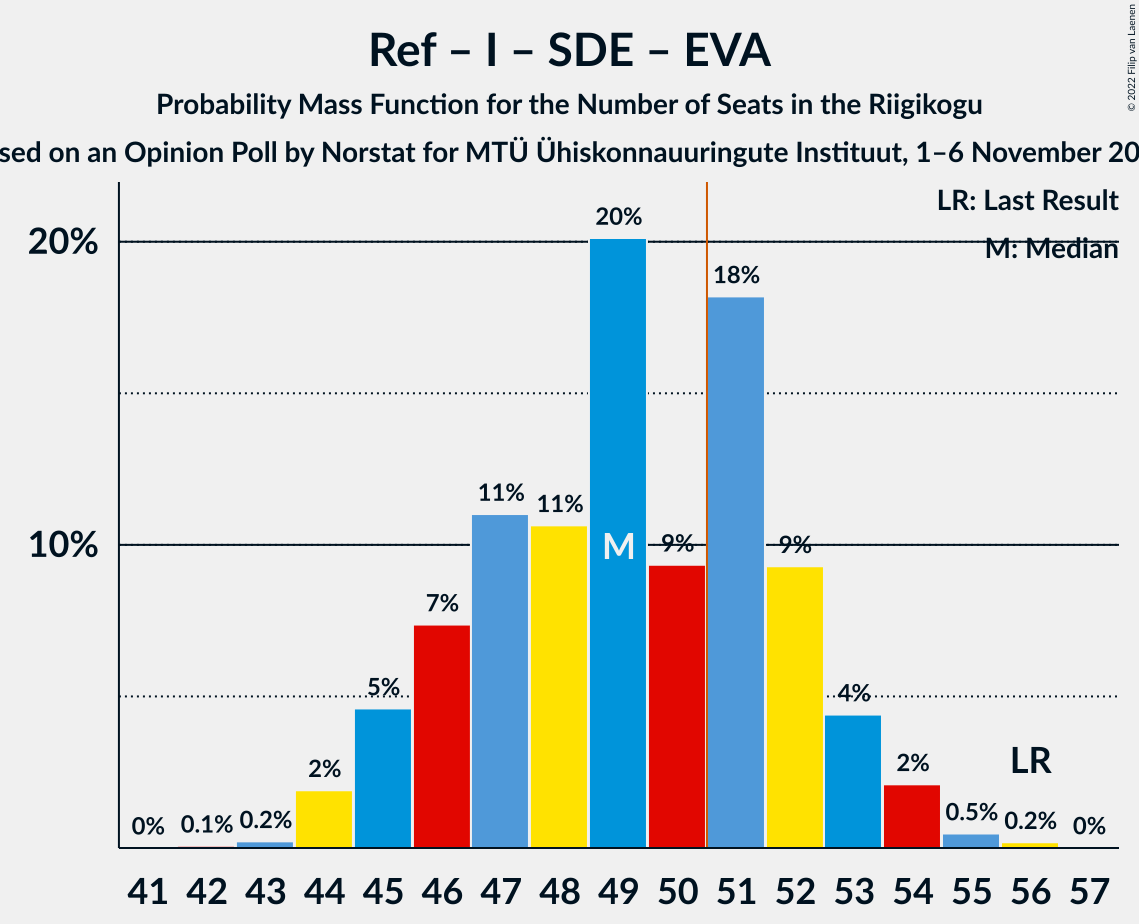 Ref – I – SDE – EVA
Probability Mass Function for the Number of Seats in the Riigikogu
sed on an Opinion Poll by Norstat for MTÜ Ühiskonnauuringute Instituut, 1–6 November 20
© 2022 Filip van Laenen
LR: Last Result
M: Median
20%
10%
0%
0.1%
0.2%
2%
5%
7%
11%
11%
20%
9%
18%
9%
4%
2%
0.5%
0.2%
0%
M
LR
41 42 43 44 45 46 47 48 49 50 51 52 53 54 55 56 57